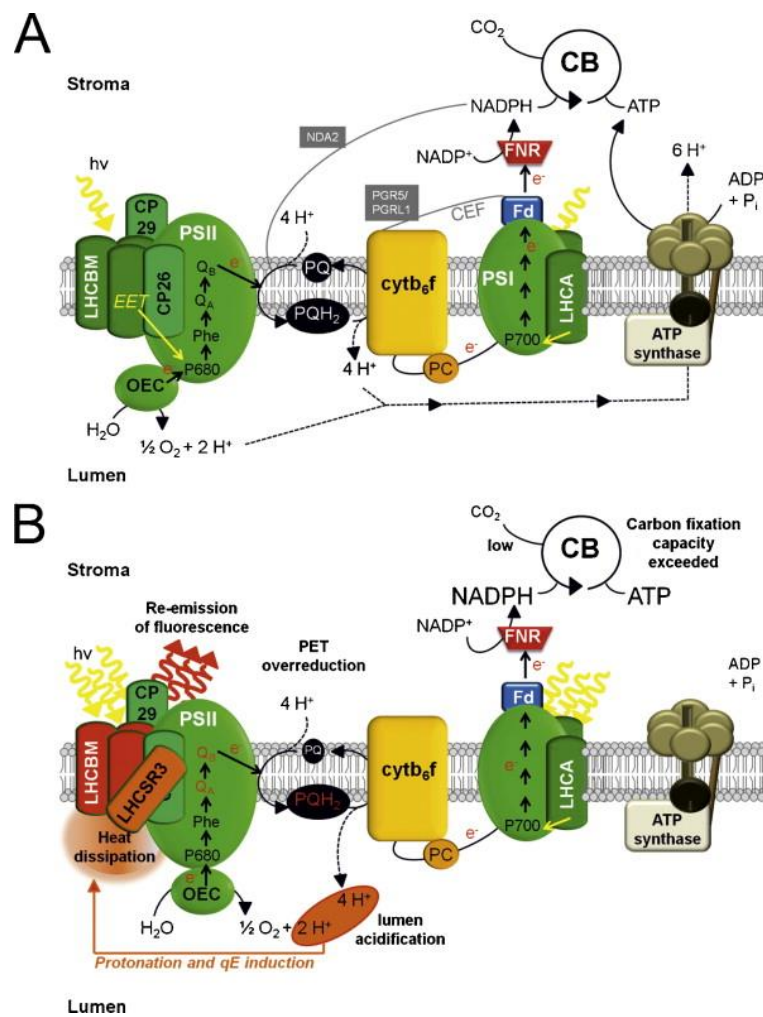 A
Stroma
CO2
CB
NADPH
ATP
NDA2
NADP+
FNR
6 H+
hv
e-
ADP
+ Pi
PGR5/
PGRL1
CEF
Fd
CP
29
PSII
4 H+
LHCBM
CP26
EET
QB
e-
QA
Phe
P680
PQ
PQH2
cytb6f
PSI
e
P700
LHCA
ATP
synthase
OEC
e-
4 H+
PC
e-
H2O
½ O2 + 2 H+
Lumen
B
CO2
low
CB
Carbon fixation
capacity
exceeded
Stroma
NADPH
ATP
Re-emission
of fluorescence
NADP+
FNR
hv
PET
overreduction
e-
ADP
+ Pi
CP
29
PSII
4 H+
Fd
LHCBM
LHCSR3
QB
e-
QA
Phe
P680
PQ
PQH2
cytb6f
e-
P700
LHCA
ATP
synthase
Heat
dissipation
e-
OEC
PC
e-
H2O
½ O2 + 2 H+
4 H+
lumen
acidification
Protonation and qE induction
Lumen